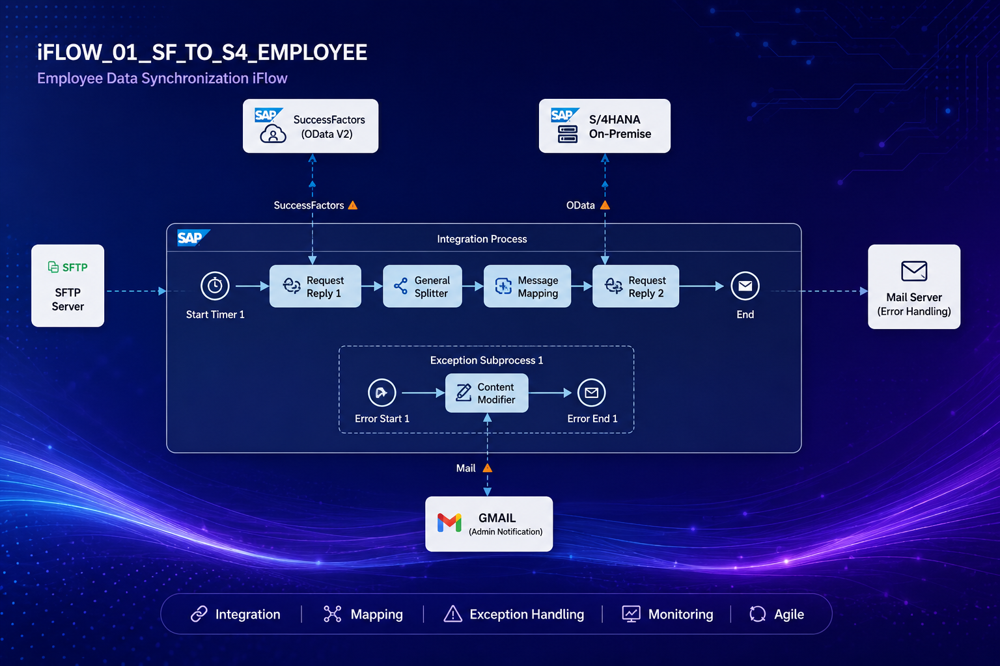 iFLOW_01_SF_TO_S4_EMPLOYEE
Employee Data Synchronization iFlow
SAP
SuccessFactors
(OData V2)
SAP
S/4HANA
On-Premise
SuccessFactors
OData
SAP
Integration Process
SFTP
SFTP
Server
Start Timer 1
Request
Reply 1
General
Splitter
Message
Mapping
Request
Reply 2
End
Mail Server
(Error Handling)
Exception Subprocess 1
Error Start 1
Content
Modifier
Error End 1
Mail
GMAIL
(Admin Notification)
Integration
Mapping
Exception Handling
Monitoring
Agile